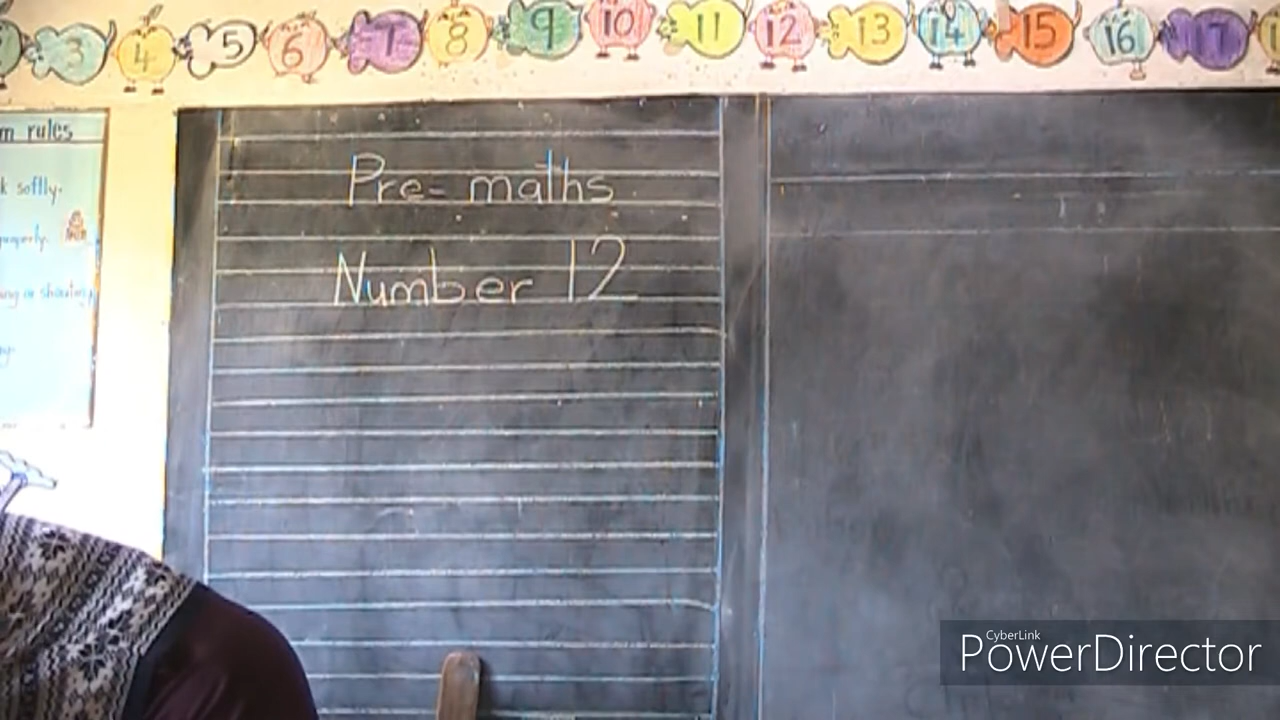 3 4 5 6 7 8 9 10 11 12 13 14 15 16 17
rules
softly.
properly.
or shouting
Pre-maths
Number 12
CyberLink
PowerDirector